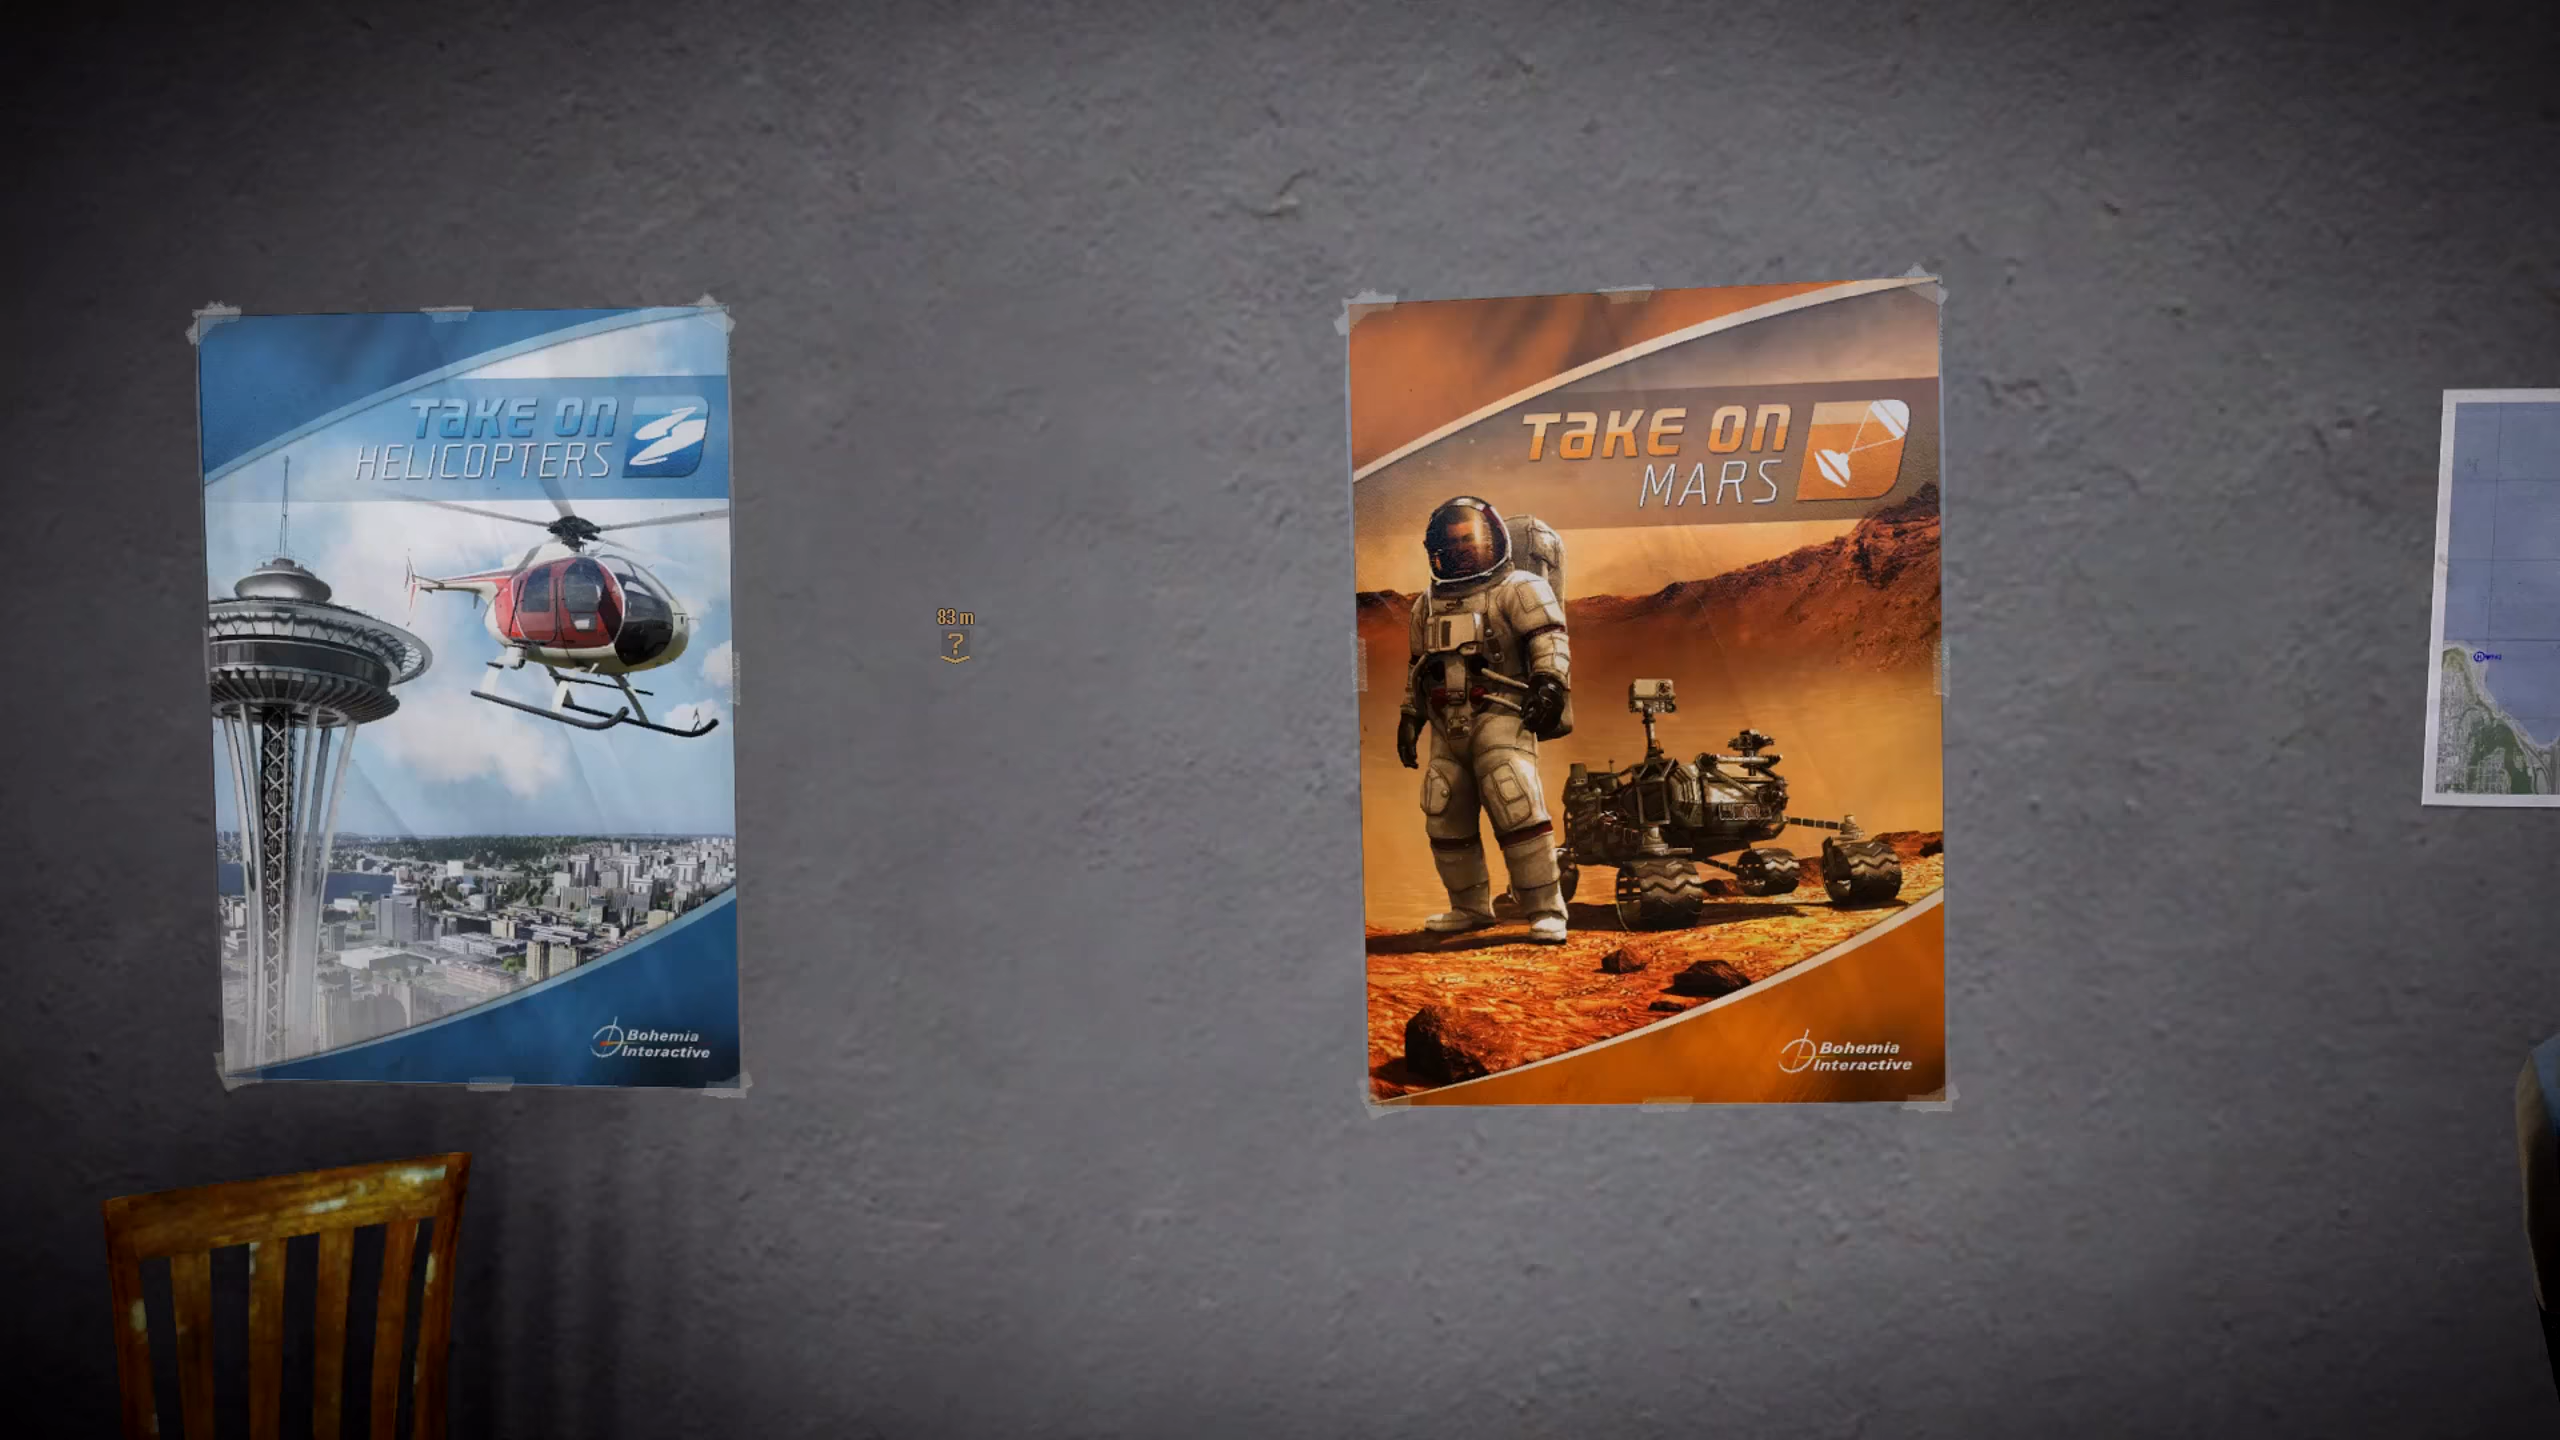 TAKE ON
HELICOPTERS
Bohemia
Interactive
83 m
?
TAKE ON
MARS
Bohemia
Interactive